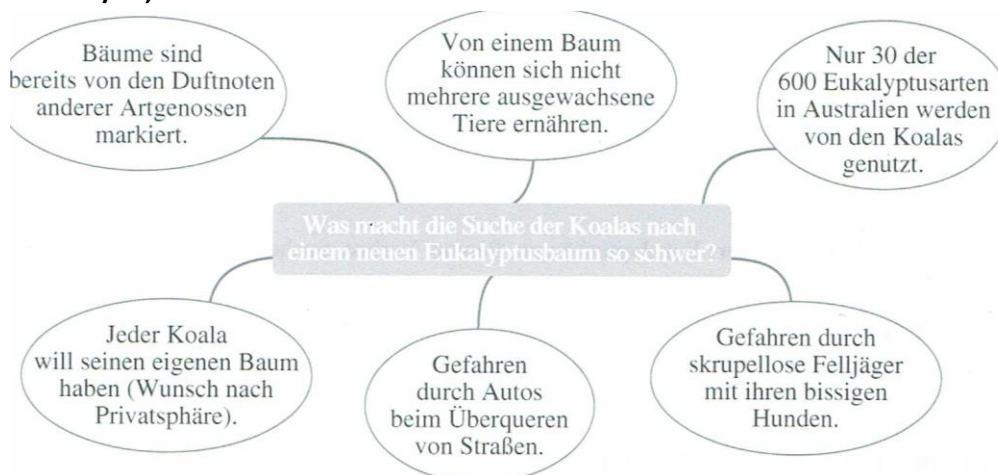 Bäume sind
bereits von den Duftnoten
anderer Artgenossen
markiert.
Von einem Baum
können sich nicht
mehrere ausgewachsene
Tiere ernähren.
Nur 30 der
600 Eukalyptusarten
in Australien werden
von den Koalas
genutzt.
Was macht die Suche der Koalas nach
einem neuen Eukalyptusbaum so schwer?
Jeder Koala
will seinen eigenen Baum
haben (Wunsch nach
Privatsphäre).
Gefahren
durch Autos
beim Überqueren
von Straßen.
Gefahren durch
skrupellose Felljäger
mit ihren bissigen
Hunden.